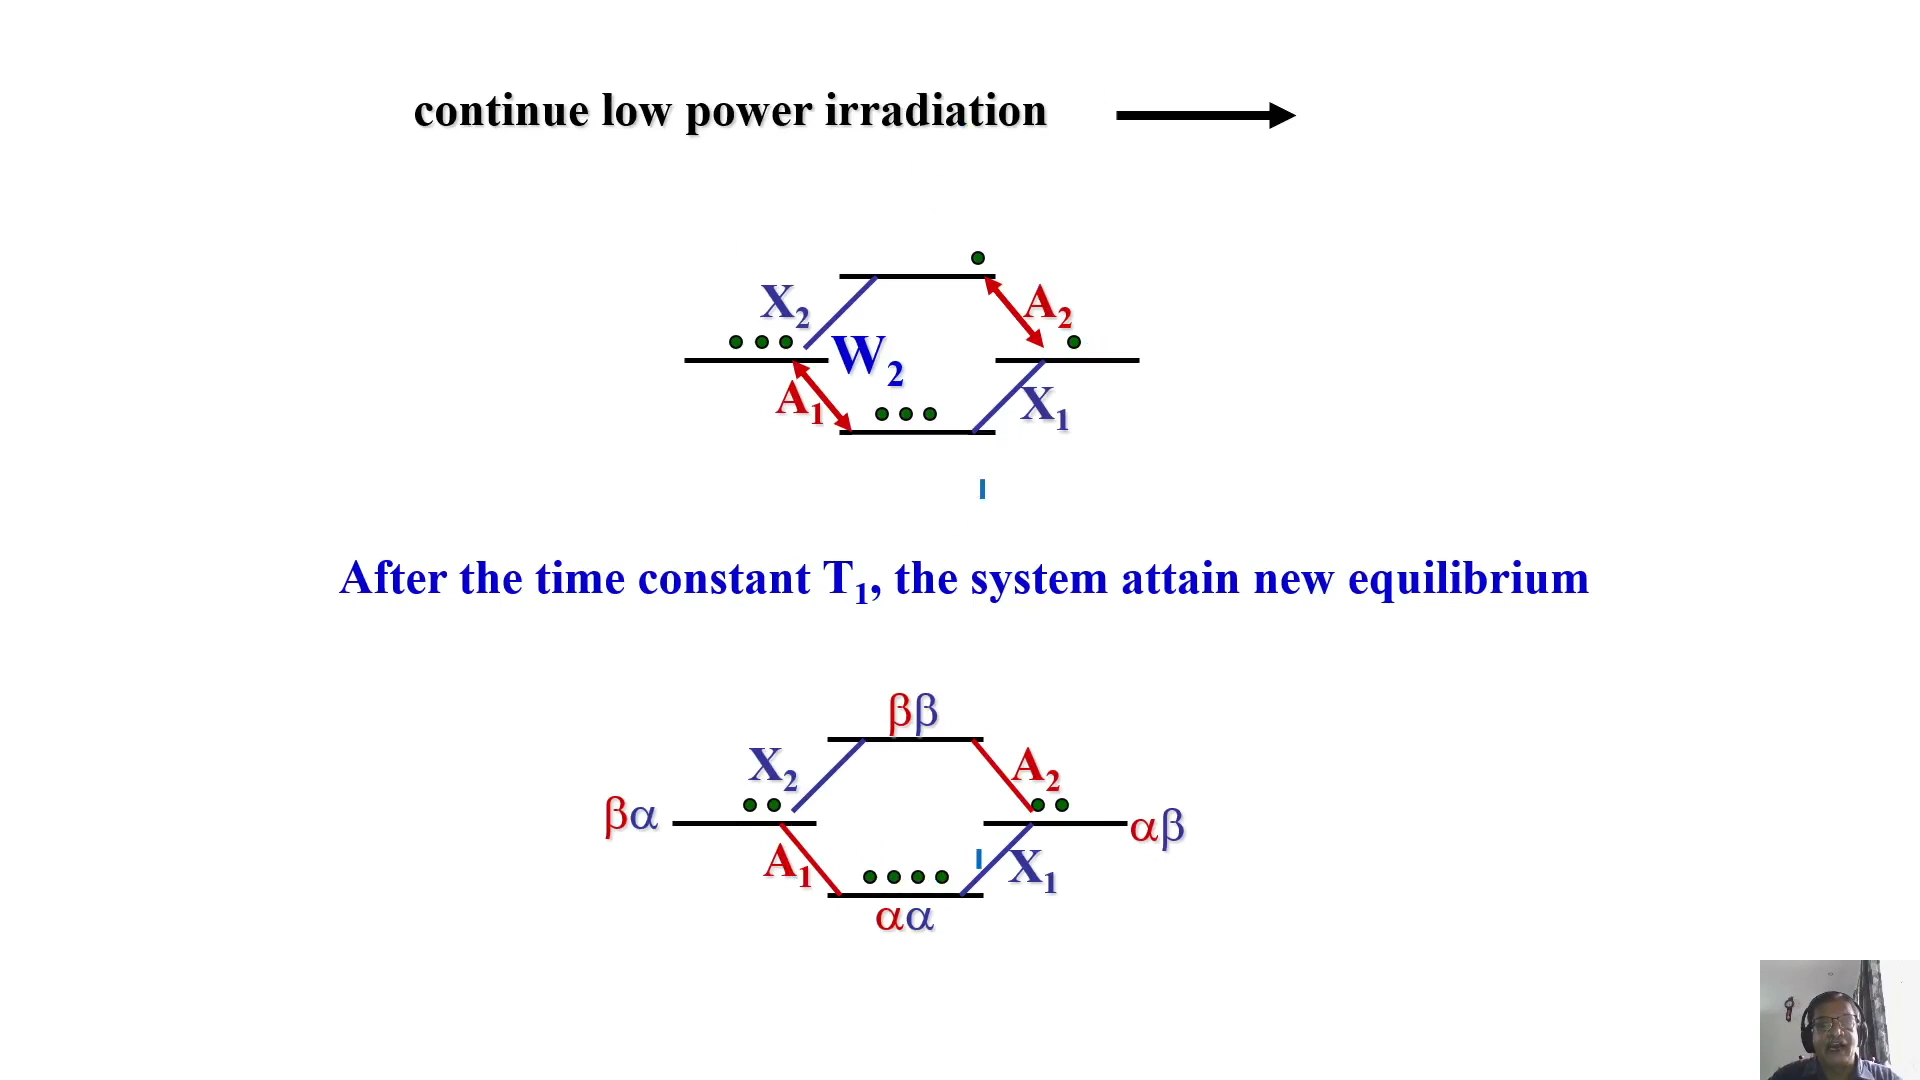 continue low power irradiation
X2
A2
W2
A1
X1
After the time constant T1, the system attain new equilibrium
ββ
X2
A2
βα
αβ
A1
X1
αα